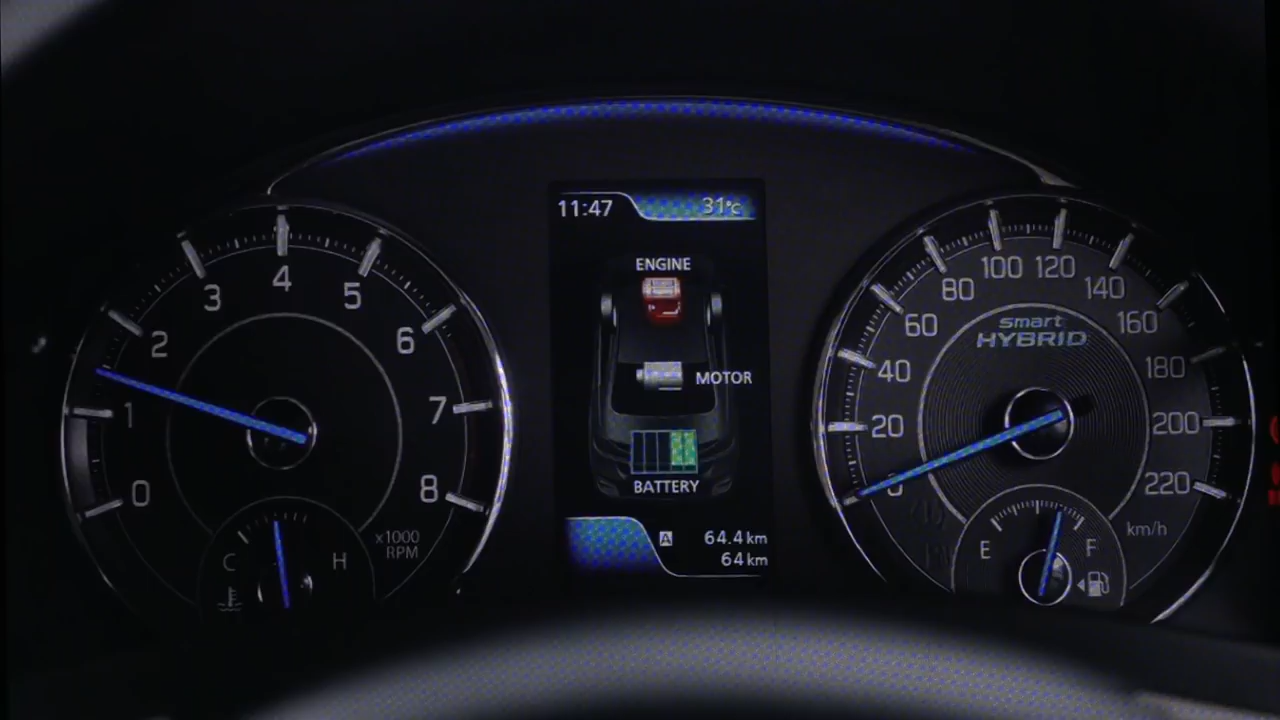 11:47 31°C
ENGINE
MOTOR
BATTERY
A 64.4 km
64 km
0
1
2
3
4
5
6
7
8
x1000
RPM
C H
smart
HYBRID
0
20
40
60
80
100
120
140
160
180
200
220
km/h
E F